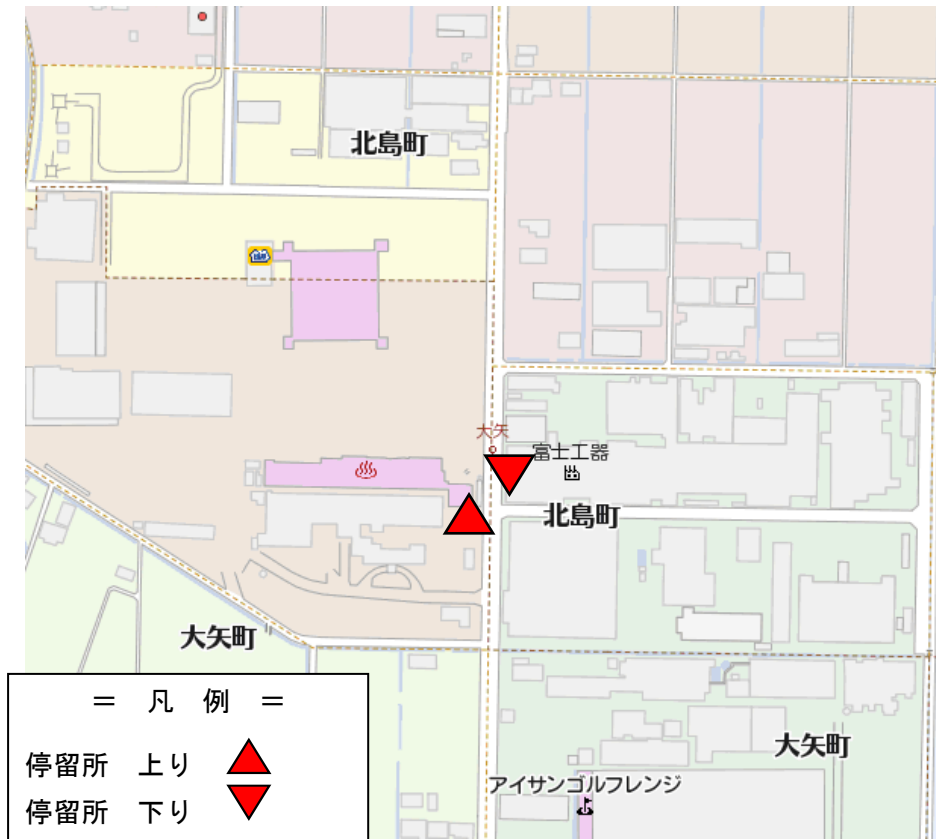 北島町
大矢
富士工器
北島町
大矢町
＝ 凡 例 ＝
停留所 上り
停留所 下り
大矢町
アイサンゴルフレンジ